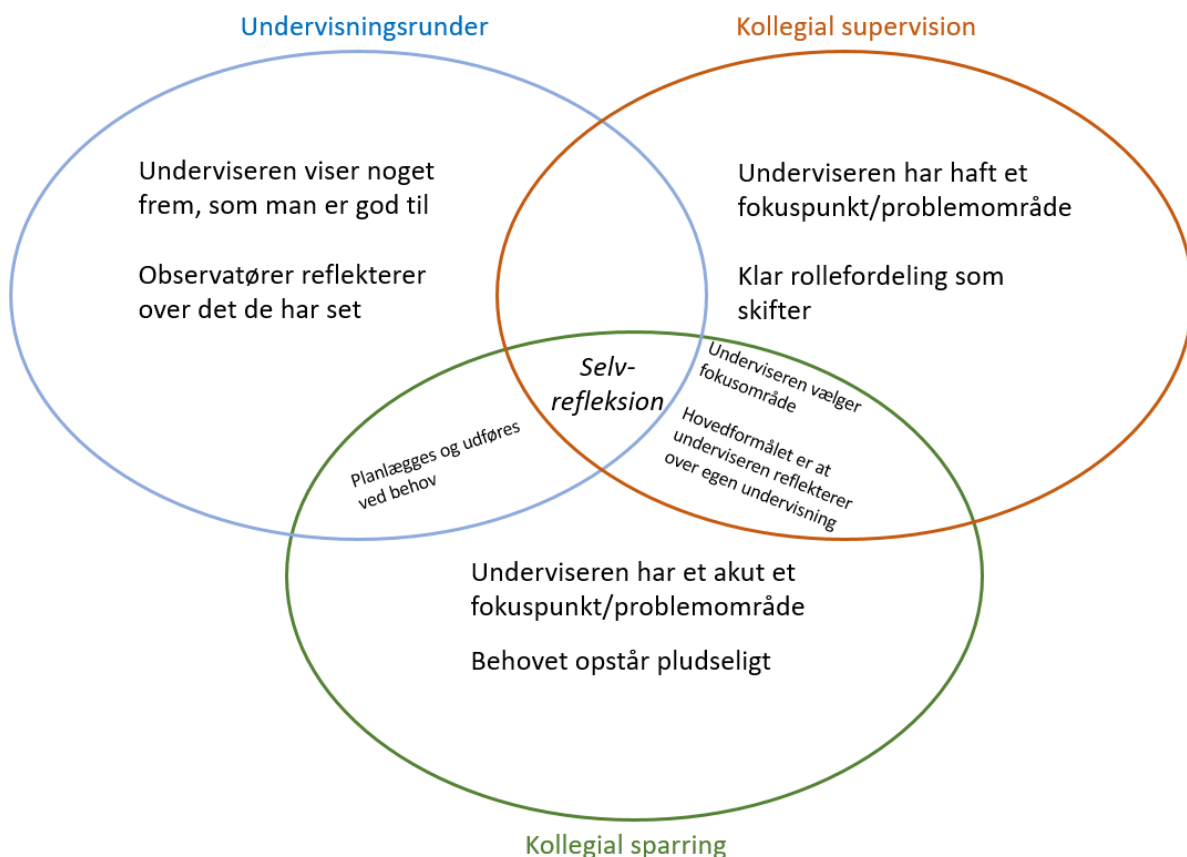 Undervisningsrunder
Kollegial supervision
Underviseren viser noget
frem, som man er god til
Observatører reflekterer
over det de har set
Underviseren har haft et
fokuspunkt/problemområde
Klar rollefordeling som
skifter
Selv-
refleksion
Underviseren vælger
fokusområde
Hovedformålet er at
underviseren reflekterer
over egen undervisning
Planlægges og udføres
ved behov
Underviseren har et akut et
fokuspunkt/problemområde
Behovet opstår pludseligt
Kollegial sparring